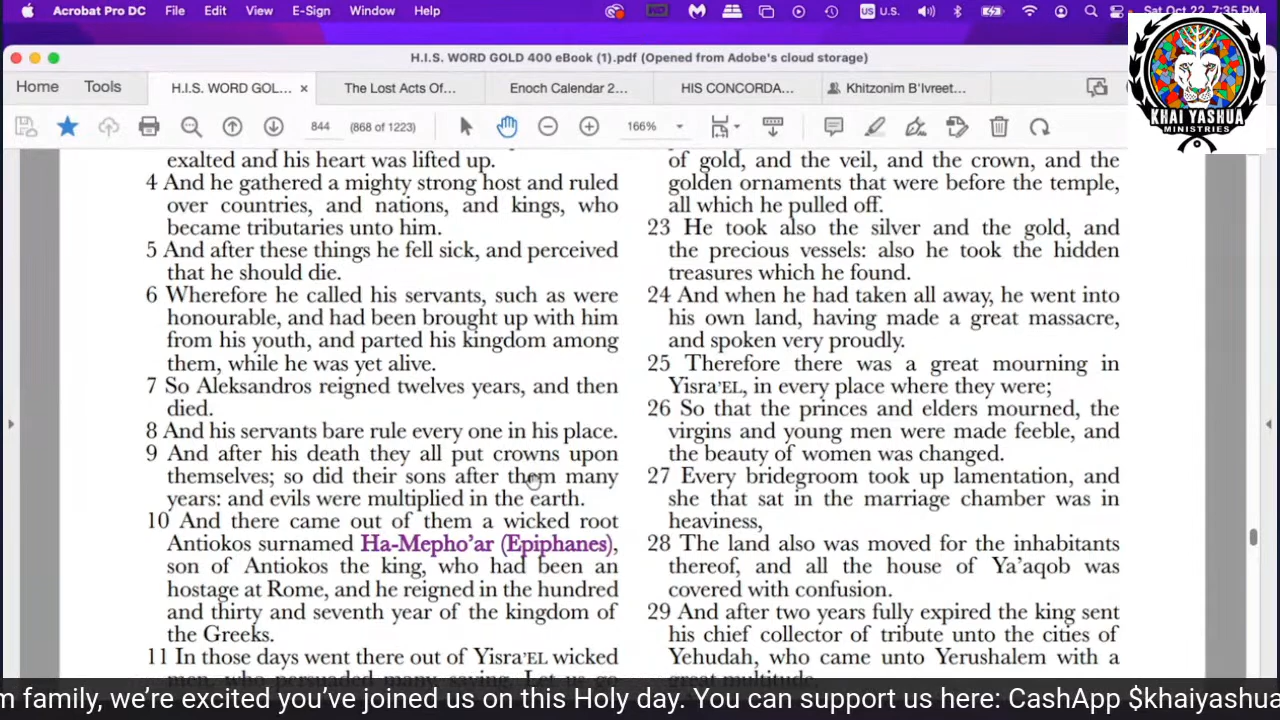 Acrobat Pro DC File Edit View E-Sign Window Help U.S. Sat Oct 22, 7:35 PM
H.I.S. WORD GOLD 400 eBook (1).pdf (Opened from Adobe's cloud storage)
Home Tools H.I.S. WORD GOL... × The Lost Acts Of... Enoch Calendar 2... HIS CONCORDA... Khitzonim B'Ivreet...
844 (868 of 1223) 166%
KHAI YASHUA
MINISTRIES
exalted and his heart was lifted up.
4 And he gathered a mighty strong host and ruled
over countries, and nations, and kings, who
became tributaries unto him.
5 And after these things he fell sick, and perceived
that he should die.
6 Wherefore he called his servants, such as were
honourable, and had been brought up with him
from his youth, and parted his kingdom among
them, while he was yet alive.
7 So Aleksandros reigned twelves years, and then
died.
8 And his servants bare rule every one in his place.
9 And after his death they all put crowns upon
themselves; so did their sons after them many
years: and evils were multiplied in the earth.
10 And there came out of them a wicked root
Antiokos surnamed Ha-Mepho'ar (Epiphanes),
son of Antiokos the king, who had been an
hostage at Rome, and he reigned in the hundred
and thirty and seventh year of the kingdom of
the Greeks.
11 In those days went there out of Yisra'EL wicked
men, who persuaded many, saying, Let us go
of gold, and the veil, and the crown, and the
golden ornaments that were before the temple,
all which he pulled off.
23 He took also the silver and the gold, and
the precious vessels: also he took the hidden
treasures which he found.
24 And when he had taken all away, he went into
his own land, having made a great massacre,
and spoken very proudly.
25 Therefore there was a great mourning in
Yisra'EL, in every place where they were;
26 So that the princes and elders mourned, the
virgins and young men were made feeble, and
the beauty of women was changed.
27 Every bridegroom took up lamentation, and
she that sat in the marriage chamber was in
heaviness,
28 The land also was moved for the inhabitants
thereof, and all the house of Ya'aqob was
covered with confusion.
29 And after two years fully expired the king sent
his chief collector of tribute unto the cities of
Yehudah, who came unto Yerushalem with a
great multitude,
m family, we're excited you've joined us on this Holy day. You can support us here: CashApp $khaiyashua